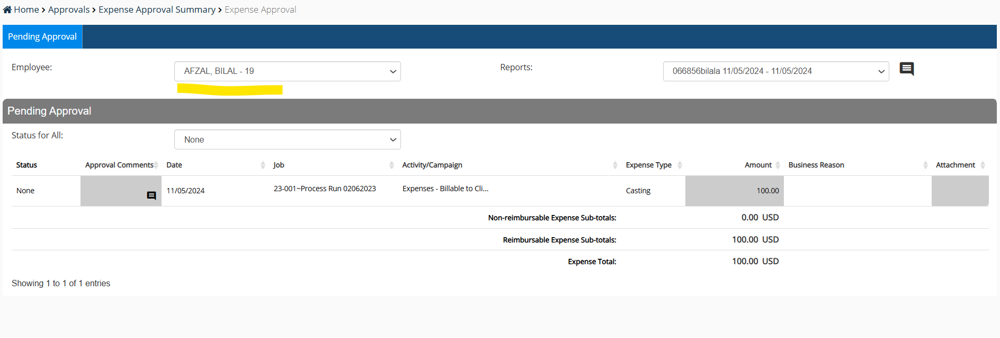 Home › Approvals › Expense Approval Summary › Expense Approval
Pending Approval
Employee: AFZAL, BILAL - 19 Reports: 066856bilala 11/05/2024 - 11/05/2024
Pending Approval
Status for All: None
Status Approval Comments Date Job Activity/Campaign Expense Type Amount Business Reason Attachment
None 11/05/2024 23-001~Process Run 02062023 Expenses - Billable to Cli... Casting 100.00
Non-reimbursable Expense Sub-totals: 0.00 USD
Reimbursable Expense Sub-totals: 100.00 USD
Expense Total: 100.00 USD
Showing 1 to 1 of 1 entries